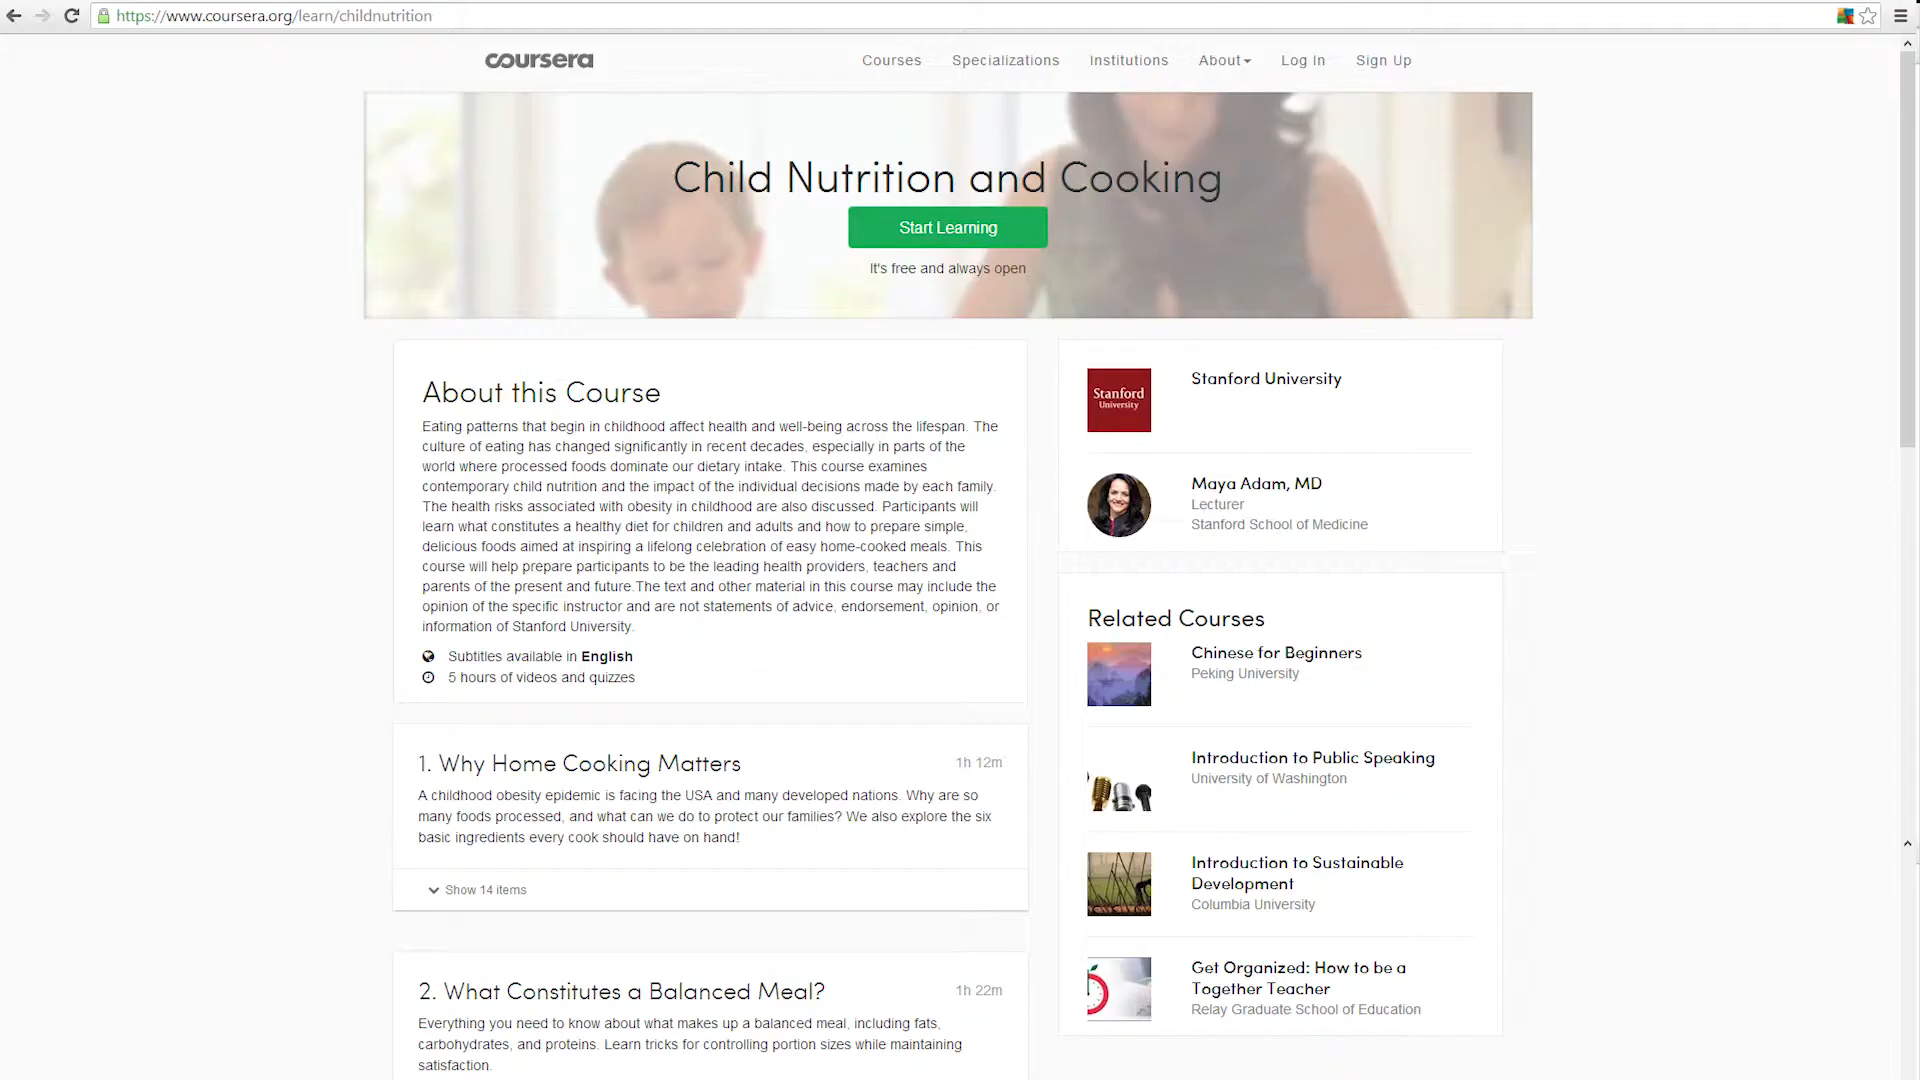 https://www.coursera.org/learn/childnutrition
coursera
Courses Specializations Institutions About Log In Sign Up
Child Nutrition and Cooking
Start Learning
It's free and always open
About this Course
Eating patterns that begin in childhood affect health and well-being across the lifespan. The
culture of eating has changed significantly in recent decades, especially in parts of the
world where processed foods dominate our dietary intake. This course examines
contemporary child nutrition and the impact of the individual decisions made by each family.
The health risks associated with obesity in childhood are also discussed. Participants will
learn what constitutes a healthy diet for children and adults and how to prepare simple,
delicious foods aimed at inspiring a lifelong celebration of easy home-cooked meals. This
course will help prepare participants to be the leading health providers, teachers and
parents of the present and future.The text and other material in this course may include the
opinion of the specific instructor and are not statements of advice, endorsement, opinion, or
information of Stanford University.
Subtitles available in English
5 hours of videos and quizzes
1. Why Home Cooking Matters
1h 12m
A childhood obesity epidemic is facing the USA and many developed nations. Why are so
many foods processed, and what can we do to protect our families? We also explore the six
basic ingredients every cook should have on hand!
Show 14 items
2. What Constitutes a Balanced Meal?
1h 22m
Everything you need to know about what makes up a balanced meal, including fats,
carbohydrates, and proteins. Learn tricks for controlling portion sizes while maintaining
satisfaction.
Stanford
University
Stanford University
Maya Adam, MD
Lecturer
Stanford School of Medicine
Related Courses
Chinese for Beginners
Peking University
Introduction to Public Speaking
University of Washington
Introduction to Sustainable
Development
Columbia University
Get Organized: How to be a
Together Teacher
Relay Graduate School of Education